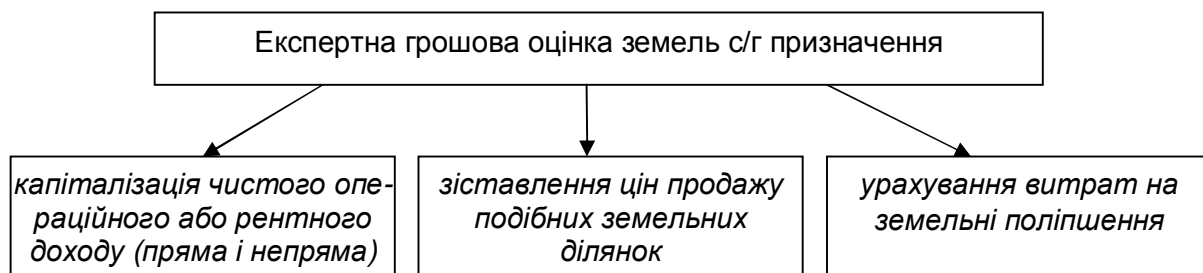 Експертна грошова оцінка земель с/г призначення
капіталізація чистого опе-
раційного або рентного
доходу (пряма і непряма)
зіставлення цін продажу
подібних земельних
ділянок
урахування витрат на
земельні поліпшення